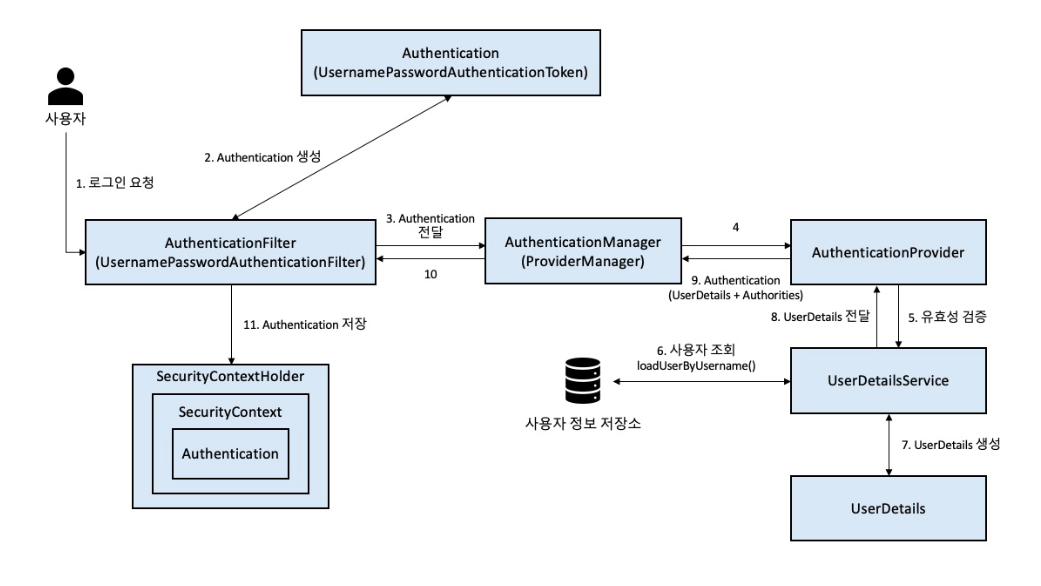 Authentication
(UsernamePasswordAuthenticationToken)
사용자
2. Authentication 생성
1. 로그인 요청
AuthenticationFilter
(UsernamePasswordAuthenticationFilter)
3. Authentication
전달
10
AuthenticationManager
(ProviderManager)
4
9. Authentication
(UserDetails + Authorities)
AuthenticationProvider
8. UserDetails 전달
5. 유효성 검증
11. Authentication 저장
6. 사용자 조회
loadUserByUsername()
사용자 정보 저장소
UserDetailsService
SecurityContextHolder
SecurityContext
Authentication
7. UserDetails 생성
UserDetails